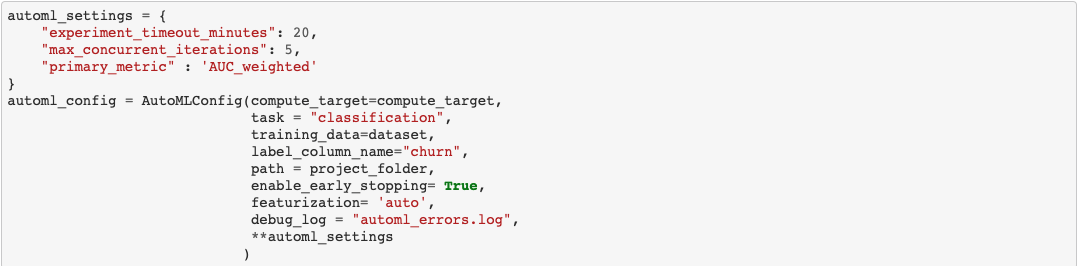 automl_settings = {
    "experiment_timeout_minutes": 20,
    "max_concurrent_iterations": 5,
    "primary_metric" : 'AUC_weighted'
}
automl_config = AutoMLConfig(compute_target=compute_target,
                             task = "classification",
                             training_data=dataset,
                             label_column_name="churn",
                             path = project_folder,
                             enable_early_stopping= True,
                             featurization= 'auto',
                             debug_log = "automl_errors.log",
                             **automl_settings
                            )